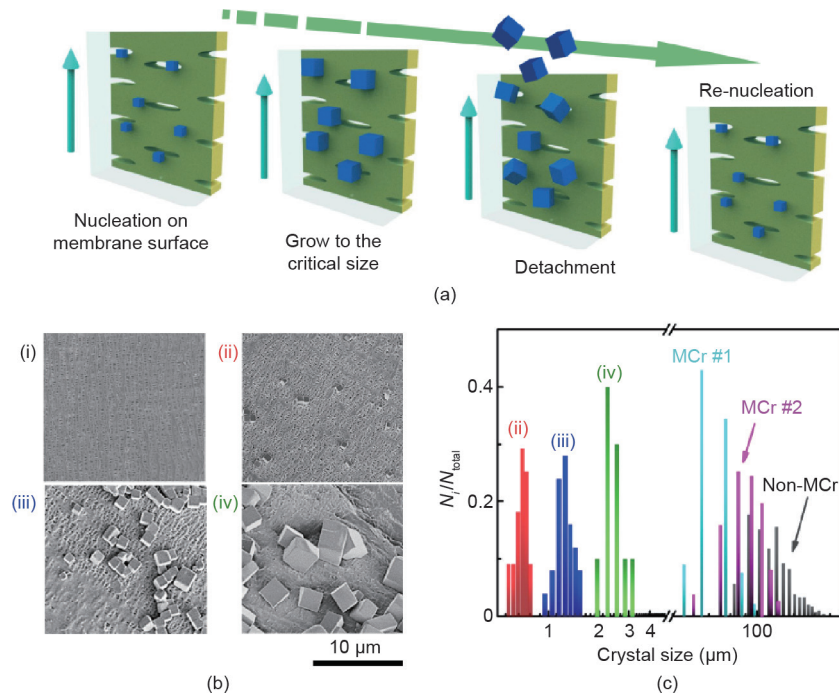 Re-nucleation
Nucleation on
membrane surface
Grow to the
critical size
Detachment
(a)
(i)
(ii)
(iii)
(iv)
10 μm
(b)
MCr #1
(iv)
MCr #2
(ii)
(iii)
Non-MCr
0.4
0.2
0
Ni/Ntotal
1
2
3
4
100
Crystal size (μm)
(c)